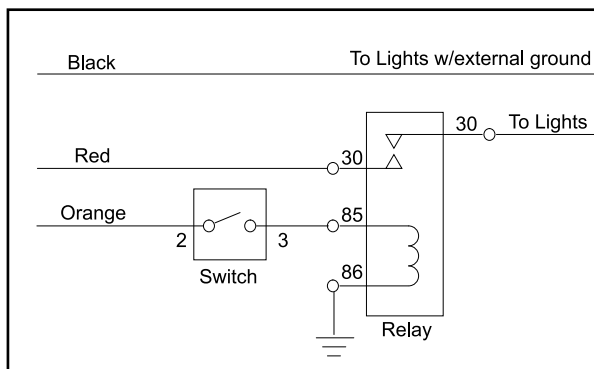 Black
To Lights w/external ground
30
To Lights
Red
30
Orange
2
3
85
Switch
86
Relay